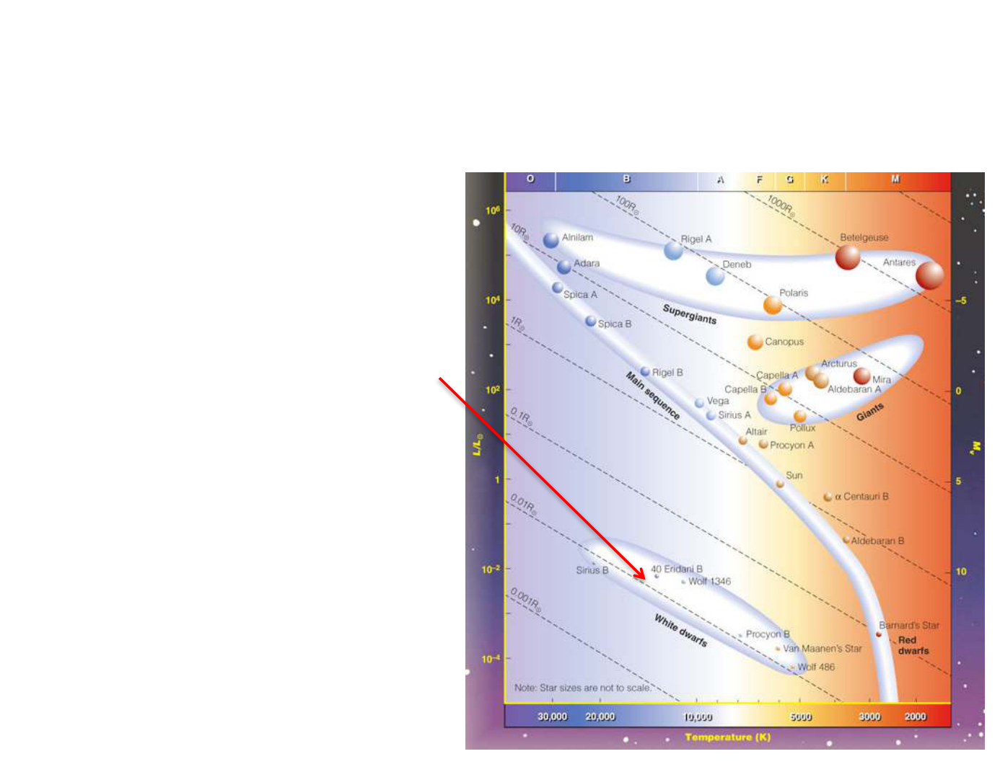 O B A F G K M
100R⊙
1000R⊙
10⁶
10R⊙
Alnilam
Rigel A
Betelgeuse
Adara
Deneb
Antares
Spica A
Polaris
10⁴
–5
Supergiants
1R⊙
Spica B
Canopus
Arcturus
Rigel B
Capella A
Mira
Main sequence
Capella B
Aldebaran A
10²
0
Vega
Giants
0.1R⊙
Sirius A
Pollux
Altair
Procyon A
L/L⊙
Mv
Sun
1
5
0.01R⊙
α Centauri B
Aldebaran B
Sirius B
40 Eridani B
10⁻²
10
Wolf 1346
0.001R⊙
White dwarfs
Procyon B
Barnard's Star
Red
dwarfs
Van Maanen's Star
10⁻⁴
Wolf 486
Note: Star sizes are not to scale.
30,000 20,000 10,000 5000 3000 2000
Temperature (K)